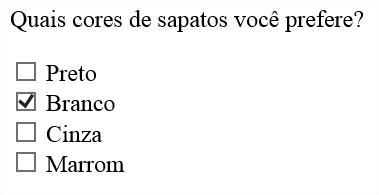 Quais cores de sapatos você prefere?
Preto
Branco
Cinza
Marrom